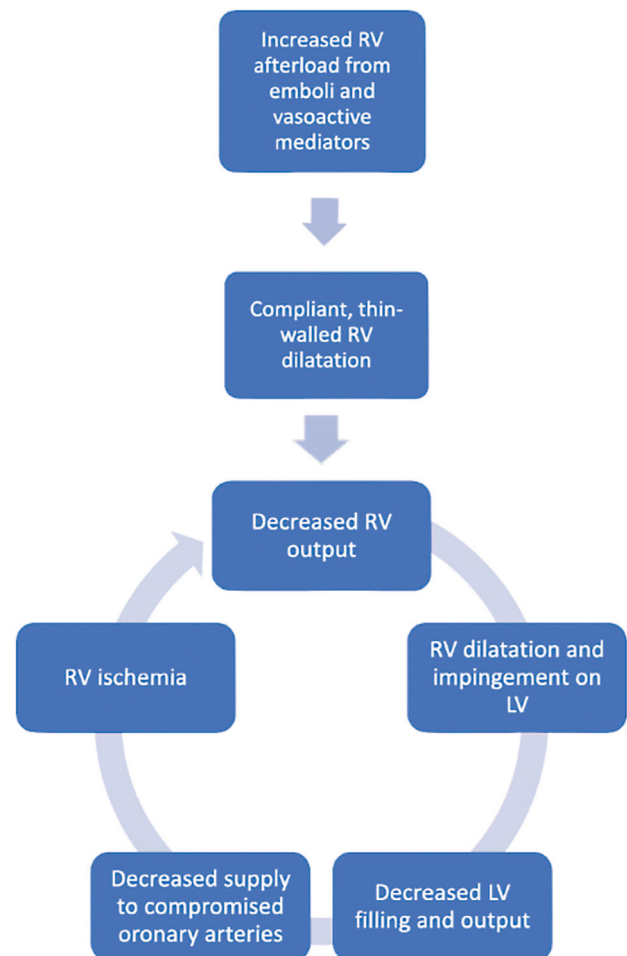 Increased RV
afterload from
emboli and
vasoactive
mediators
Compliant, thin-
walled RV
dilatation
Decreased RV
output
RV dilatation and
impingement on
LV
Decreased LV
filling and output
Decreased supply
to compromised
oronary arteries
RV ischemia